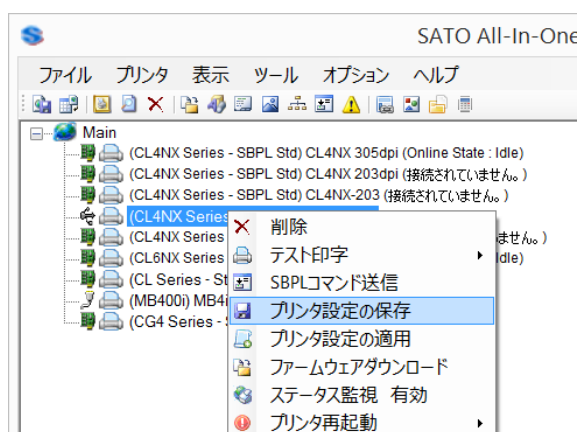 SATO All-In-One
ファイル プリンタ 表示 ツール オプション ヘルプ
Main
(CL4NX Series - SBPL Std) CL4NX 305dpi (Online State : Idle)
(CL4NX Series - SBPL Std) CL4NX 203dpi (接続されていません。)
(CL4NX Series - SBPL Std) CL4NX-203 (接続されていません。)
(CL4NX Series
削除
(CL4NX Series ません。)
テスト印字
(CL6NX Series dle)
SBPLコマンド送信
(CL Series - St
プリンタ設定の保存
(MB400i) MB4
(CG4 Series -
プリンタ設定の適用
ファームウェアダウンロード
ステータス監視 有効
プリンタ再起動